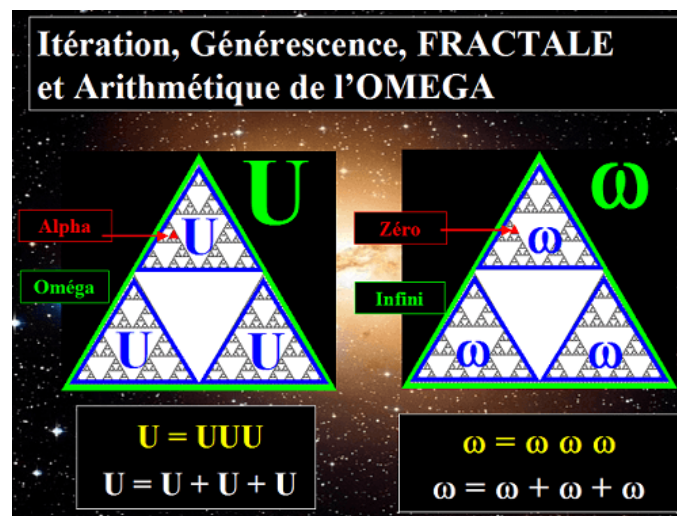 Itération, Générescence, FRACTALE
et Arithmétique de l'OMEGA
U
Alpha
U
Oméga
U
U
U = UUU
U = U + U + U
ω
Zéro
ω
Infini
ω
ω
ω = ω ω ω
ω = ω + ω + ω